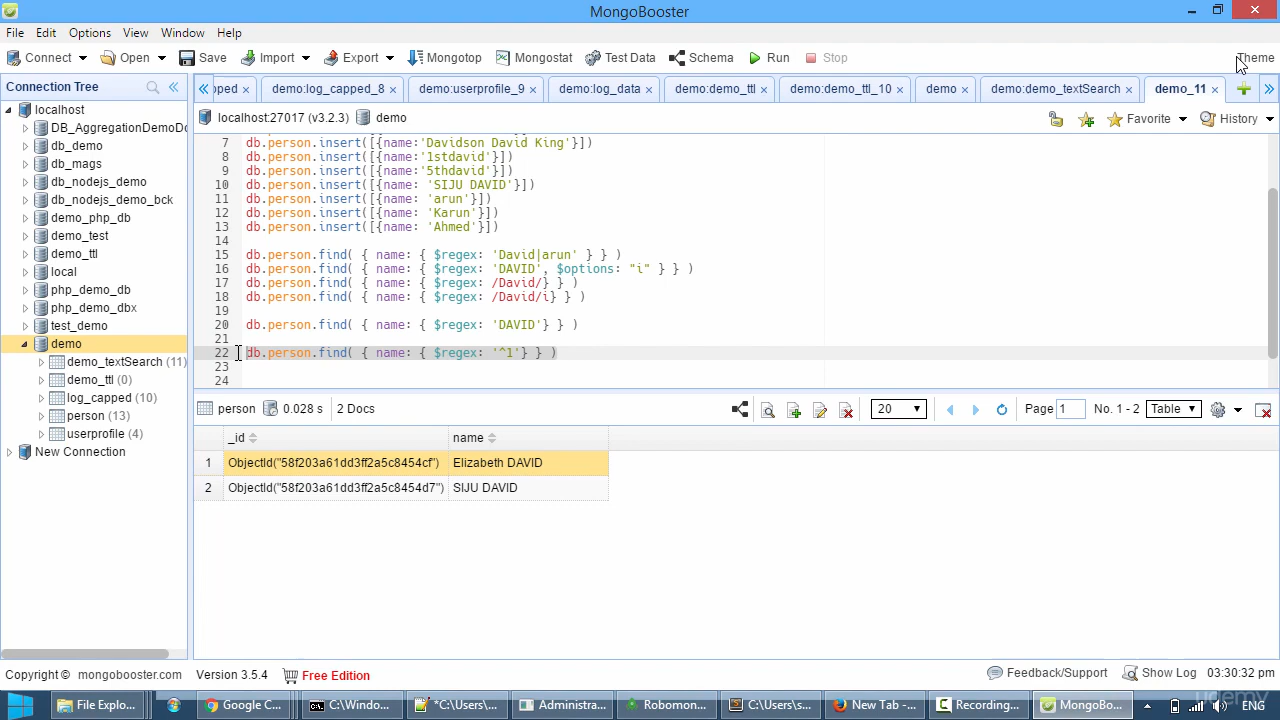 MongoBooster
File Edit Options View Window Help
Connect Open Save Import Export Mongotop Mongostat Test Data Schema Run Stop Theme
Connection Tree
pped × demo:log_capped_8 × demo:userprofile_9 × demo:log_data × demo:demo_ttl × demo:demo_ttl_10 × demo × demo:demo_textSearch × demo_11 ×
localhost:27017 (v3.2.3) demo Favorite History
localhost
DB_AggregationDemoDc
db_demo
db_mags
db_nodejs_demo
db_nodejs_demo_bck
demo_php_db
demo_test
demo_ttl
local
php_demo_db
php_demo_dbx
test_demo
demo
demo_textSearch (11)
demo_ttl (0)
log_capped (10)
person (13)
userprofile (4)
New Connection
7 db.person.insert([{name:'Davidson David King'}])
8 db.person.insert([{name:'1stdavid'}])
9 db.person.insert([{name:'5thdavid'}])
10 db.person.insert([{name: 'SIJU DAVID'}])
11 db.person.insert([{name: 'arun'}])
12 db.person.insert([{name: 'Karun'}])
13 db.person.insert([{name: 'Ahmed'}])
14
15 db.person.find( { name: { $regex: 'David|arun' } } )
16 db.person.find( { name: { $regex: 'DAVID', $options: "i" } } )
17 db.person.find( { name: { $regex: /David/} } )
18 db.person.find( { name: { $regex: /David/i} } )
19
20 db.person.find( { name: { $regex: 'DAVID'} } )
21
22 db.person.find( { name: { $regex: '^1'} } )
23
24
person 0.028 s 2 Docs 20 Page 1 No. 1 - 2 Table
_id name
1 ObjectId("58f203a61dd3ff2a5c8454cf") Elizabeth DAVID
2 ObjectId("58f203a61dd3ff2a5c8454d7") SIJU DAVID
Copyright © mongobooster.com Version 3.5.4 Free Edition Feedback/Support Show Log 03:30:32 pm
File Explo... Google C... C:\Windo... *C:\Users\... Administra... Robomon... C:\Users\s... New Tab -... Recording... MongoBo... ENG
udemy